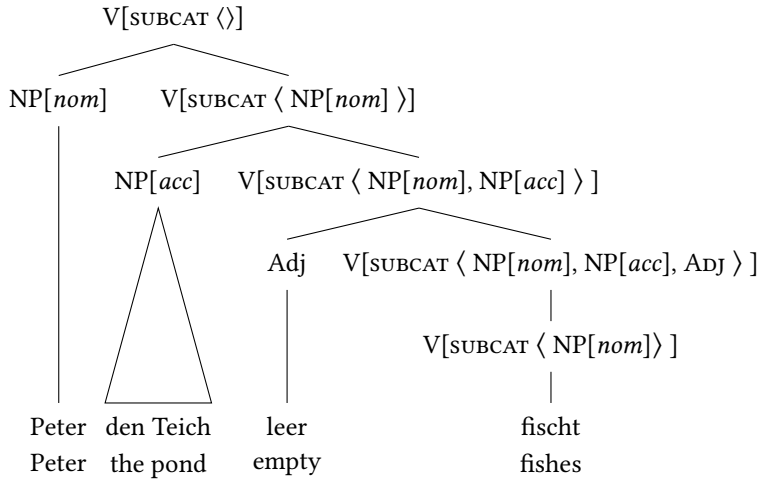 V[SUBCAT ⟨⟩]
NP[nom] V[SUBCAT ⟨ NP[nom] ⟩]
NP[acc] V[SUBCAT ⟨ NP[nom], NP[acc] ⟩ ]
Adj V[SUBCAT ⟨ NP[nom], NP[acc], ADJ ⟩ ]
V[SUBCAT ⟨ NP[nom]⟩ ]
Peter den Teich leer fischt
Peter the pond empty fishes